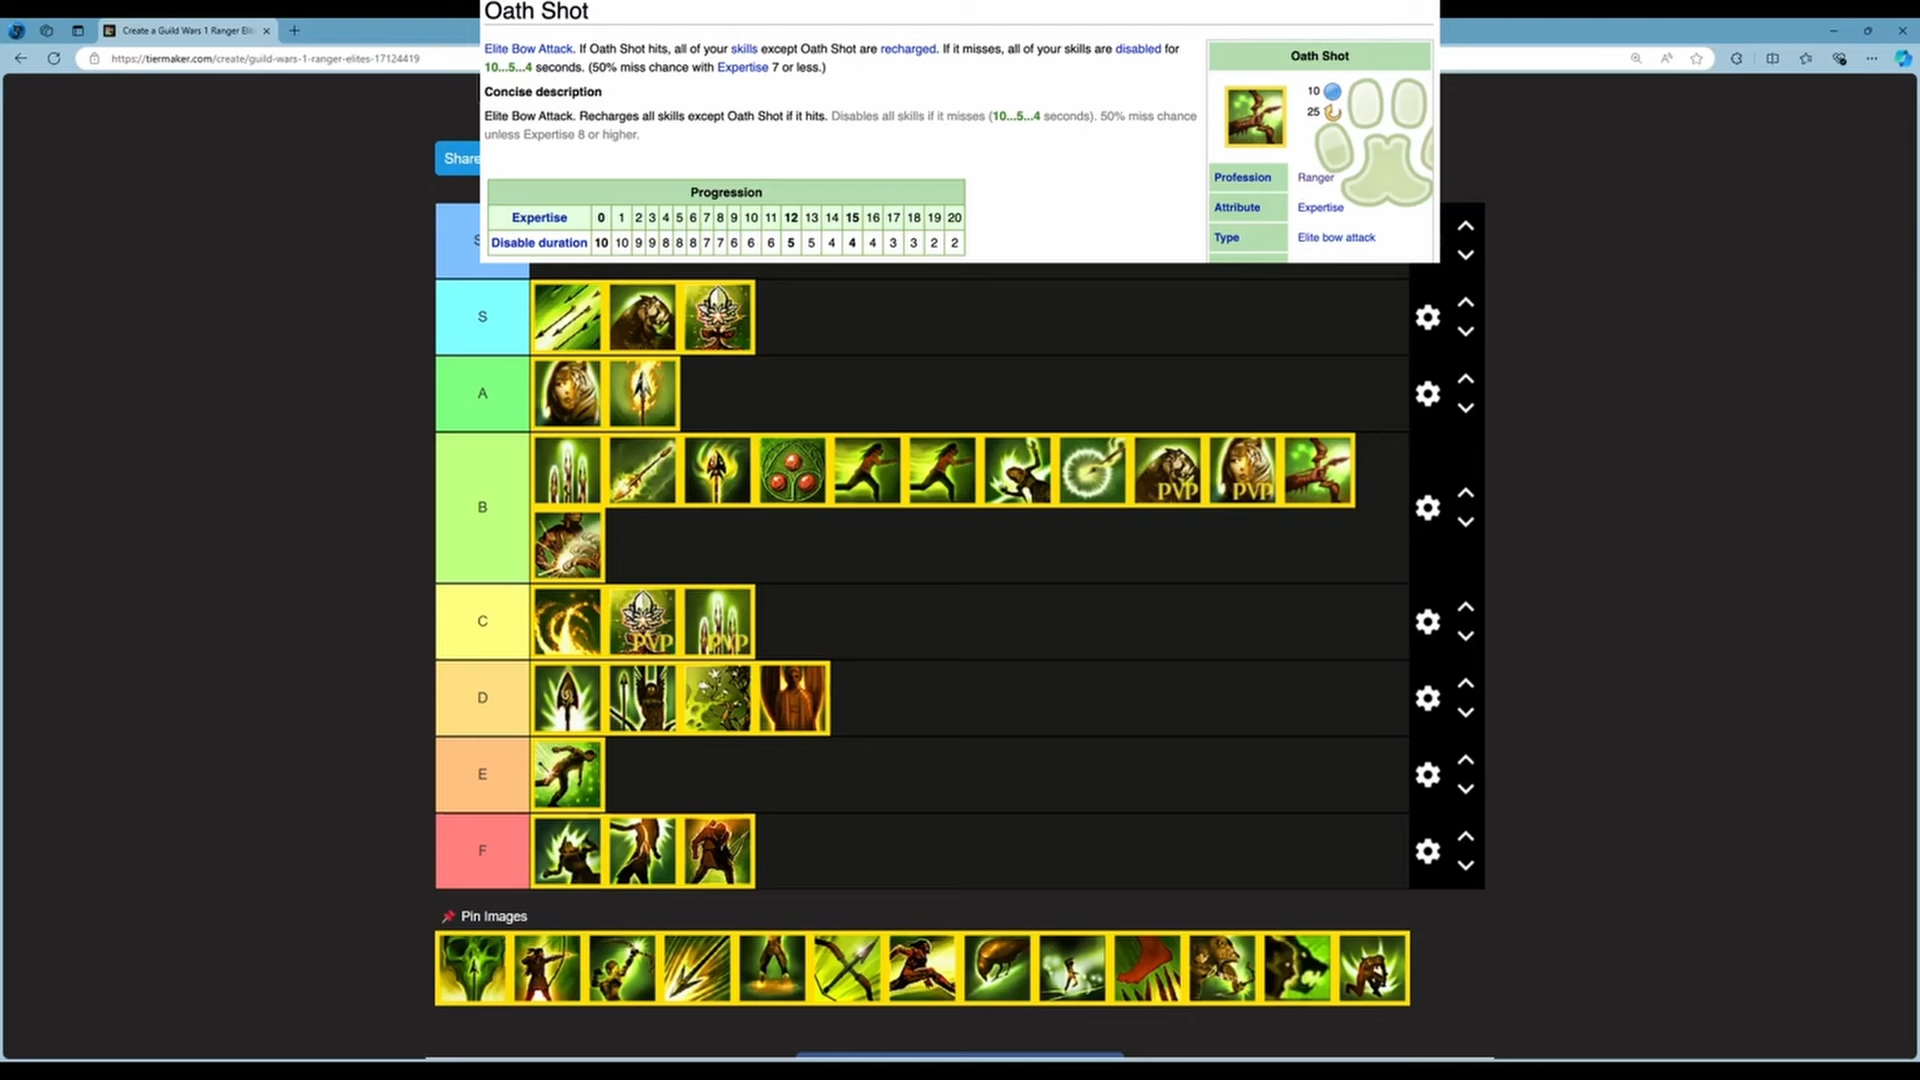 Oath Shot
Create a Guild Wars 1 Ranger Elit
https://tiermaker.com/create/guild-wars-1-ranger-elites-17124419
Elite Bow Attack. If Oath Shot hits, all of your skills except Oath Shot are recharged. If it misses, all of your skills are disabled for
10...5...4 seconds. (50% miss chance with Expertise 7 or less.)
Concise description
Elite Bow Attack. Recharges all skills except Oath Shot if it hits. Disables all skills if it misses (10...5...4 seconds). 50% miss chance
unless Expertise 8 or higher.
Oath Shot
10
25
Profession Ranger
Attribute Expertise
Type Elite bow attack
Progression
Expertise 0 1 2 3 4 5 6 7 8 9 10 11 12 13 14 15 16 17 18 19 20
Disable duration 10 10 9 9 8 8 8 7 7 6 6 6 5 5 4 4 4 3 3 2 2
Share
S
S
A
B
PVP PVP
C
PVP PVP
D
E
F
Pin Images